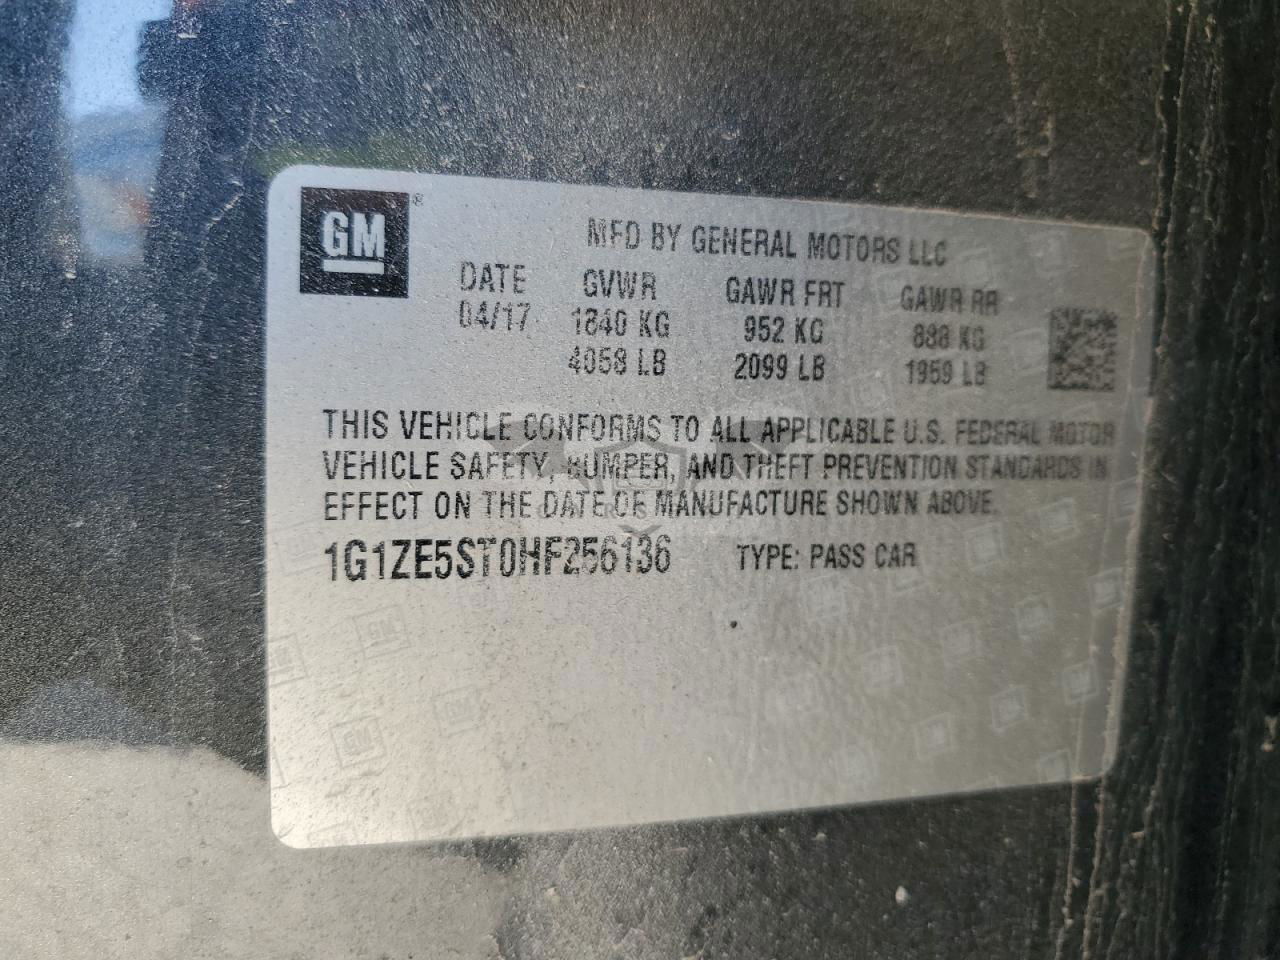 GM ®
MFD BY GENERAL MOTORS LLC
DATE GVWR GAWR FRT GAWR RR
04/17 1840 KG 952 KG 888 KG
4058 LB 2099 LB 1959 LB
THIS VEHICLE CONFORMS TO ALL APPLICABLE U.S. FEDERAL MOTOR
VEHICLE SAFETY, BUMPER, AND THEFT PREVENTION STANDARDS IN
EFFECT ON THE DATE OF MANUFACTURE SHOWN ABOVE.
1G1ZE5ST0HF256136 TYPE: PASS CAR